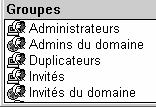 Groupes
Administrateurs
Admins du domaine
Duplicateurs
Invités
Invités du domaine